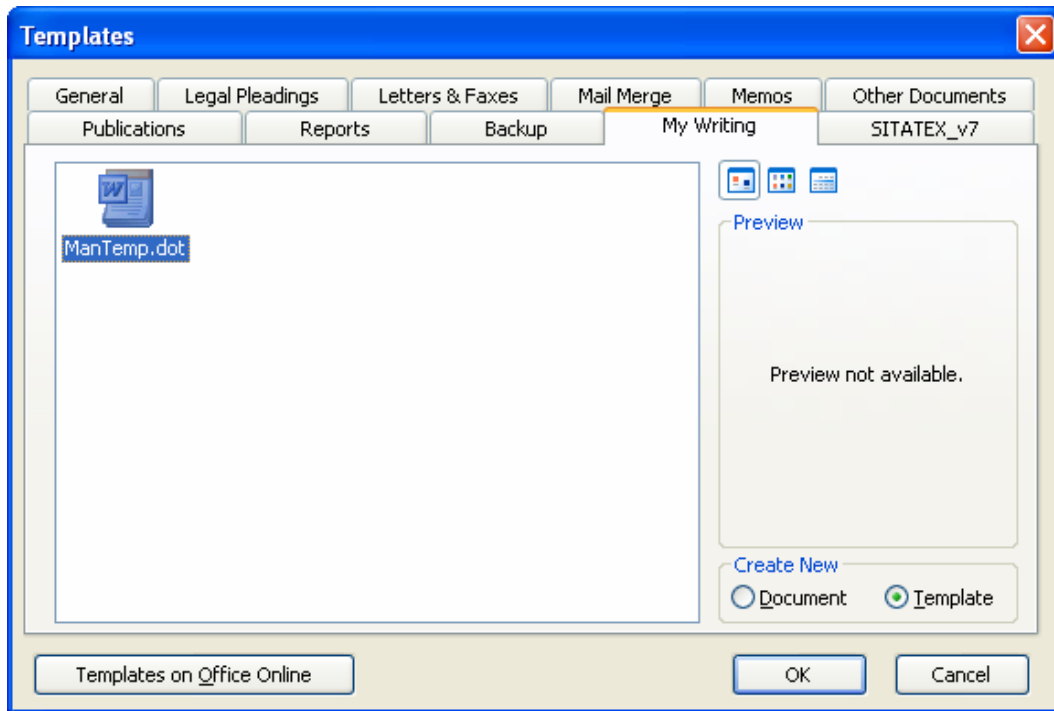 Templates
General Legal Pleadings Letters & Faxes Mail Merge Memos Other Documents
Publications Reports Backup My Writing SITATEX_v7
ManTemp.dot
Preview
Preview not available.
Create New
Document Template
Templates on Office Online OK Cancel